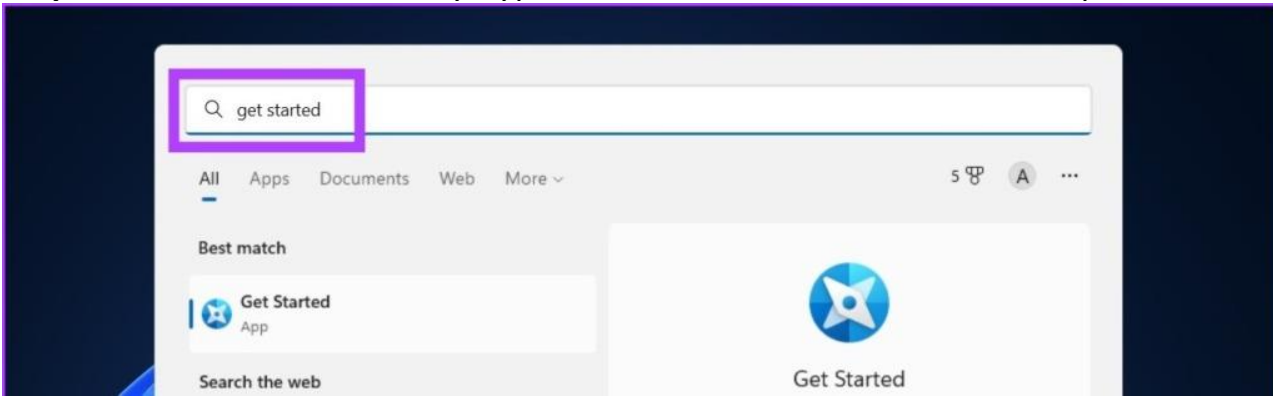 get started
All Apps Documents Web More 5 A ...
Best match
Get Started
App
Search the web
Get Started